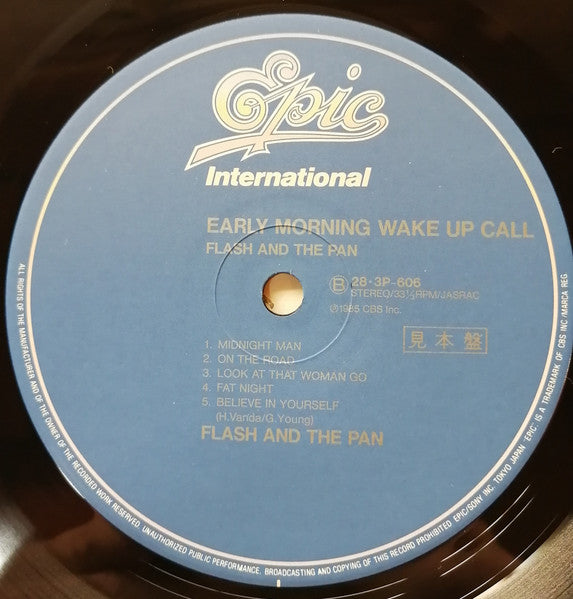 Epic
International
EARLY MORNING WAKE UP CALL
FLASH AND THE PAN
B 28·3P-606
STEREO/33⅓RPM/JASRAC
℗1985 CBS Inc.
見本盤
1. MIDNIGHT MAN
2. ON THE ROAD
3. LOOK AT THAT WOMAN GO
4. FAT NIGHT
5. BELIEVE IN YOURSELF
(H.Vanda/G.Young)
FLASH AND THE PAN
ALL RIGHTS OF THE MANUFACTURER AND OF THE OWNER OF THE RECORDED WORK RESERVED. UNAUTHORIZED PUBLIC PERFORMANCE, BROADCASTING AND COPYING OF THIS RECORD PROHIBITED EPIC/SONY INC. TOKYO JAPAN "EPIC" IS A TRADEMARK OF CBS INC./MARCA REG.